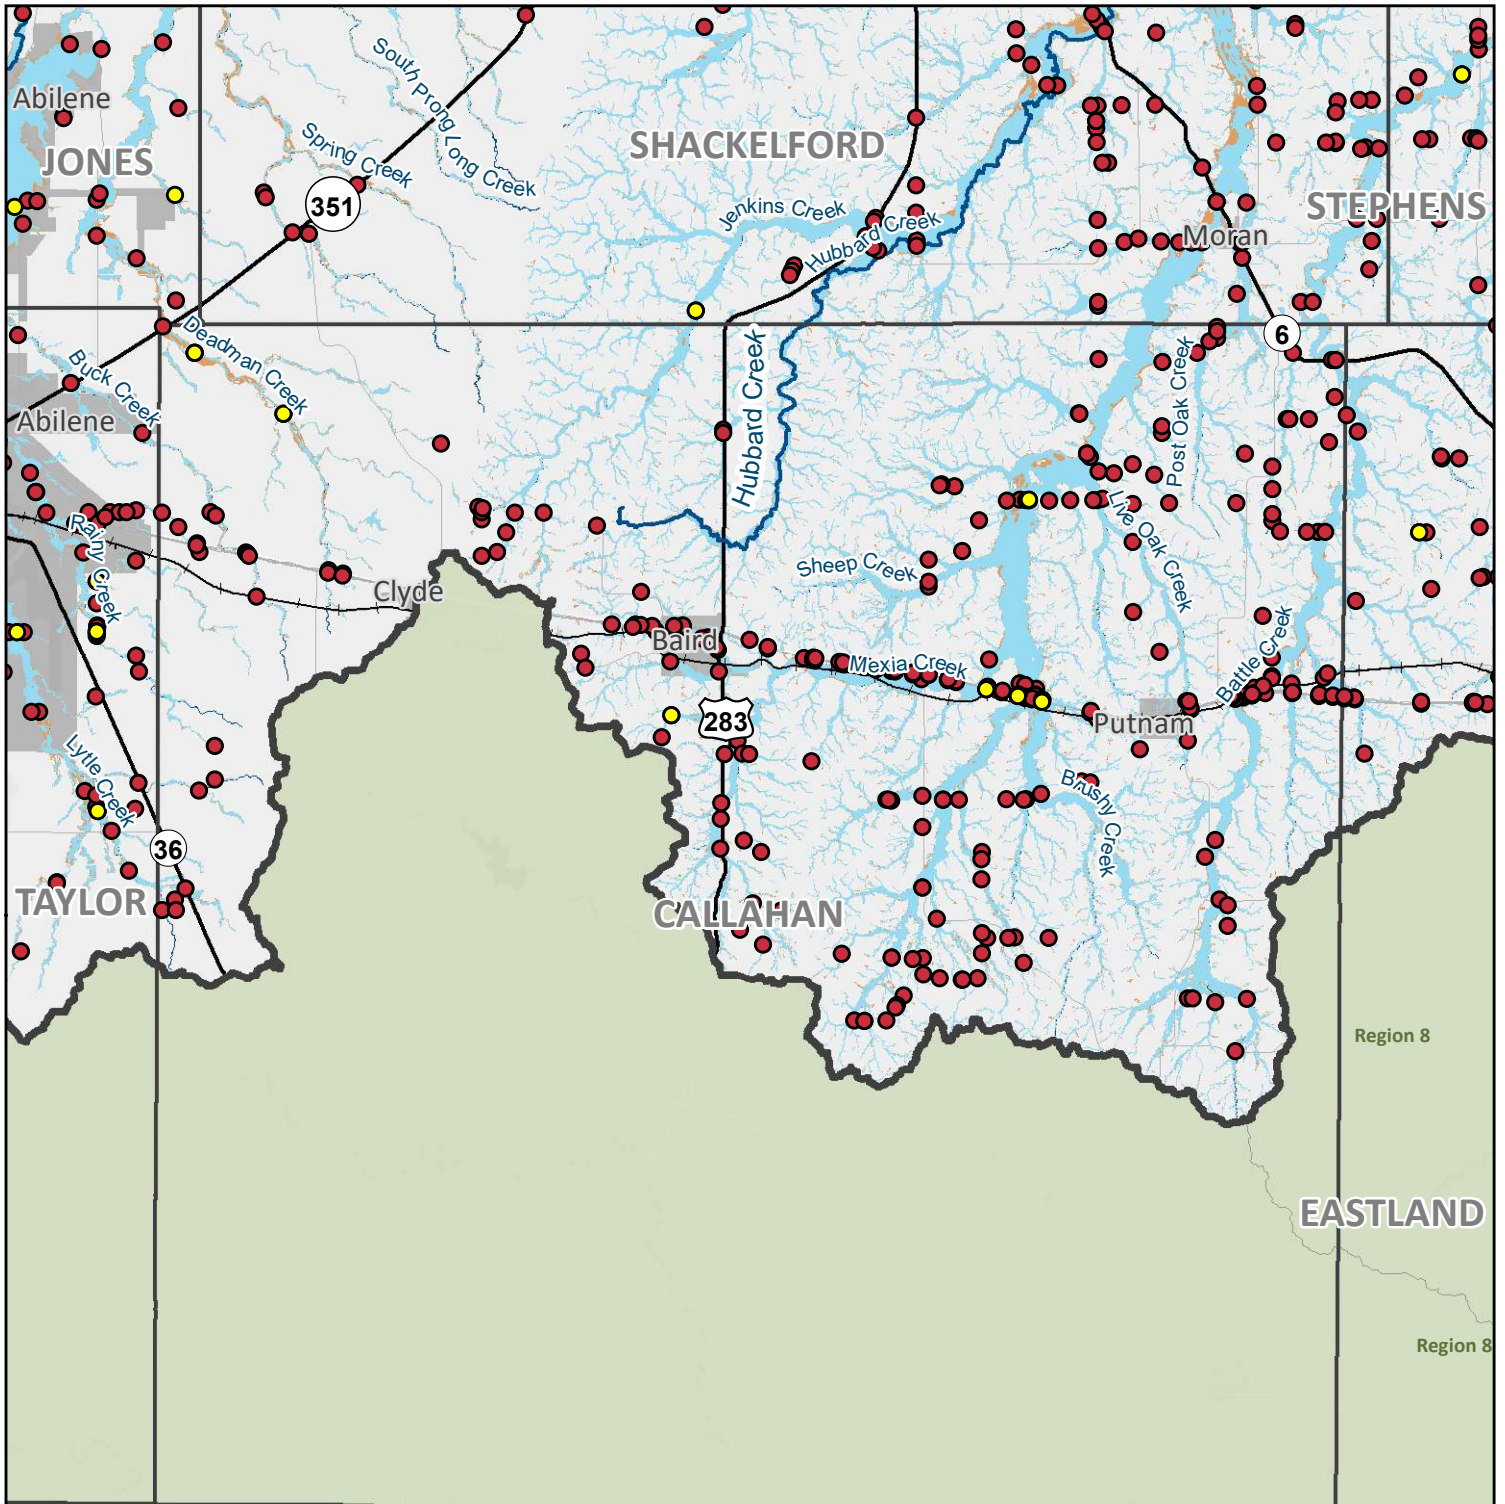 South Prong Long Creek
Abilene
SHACKELFORD
JONES
Spring Creek
351
Jenkins Creek
STEPHENS
Hubbard Creek
Moran
Deadman Creek
6
Buck Creek
Hubbard Creek
Post Oak Creek
Abilene
Live Oak Creek
Rainy Creek
Sheep Creek
Clyde
Baird
Mexia Creek
Battle Creek
283
Putnam
Lytle Creek
Brushy Creek
36
TAYLOR
CALLAHAN
Region 8
EASTLAND
Region 8